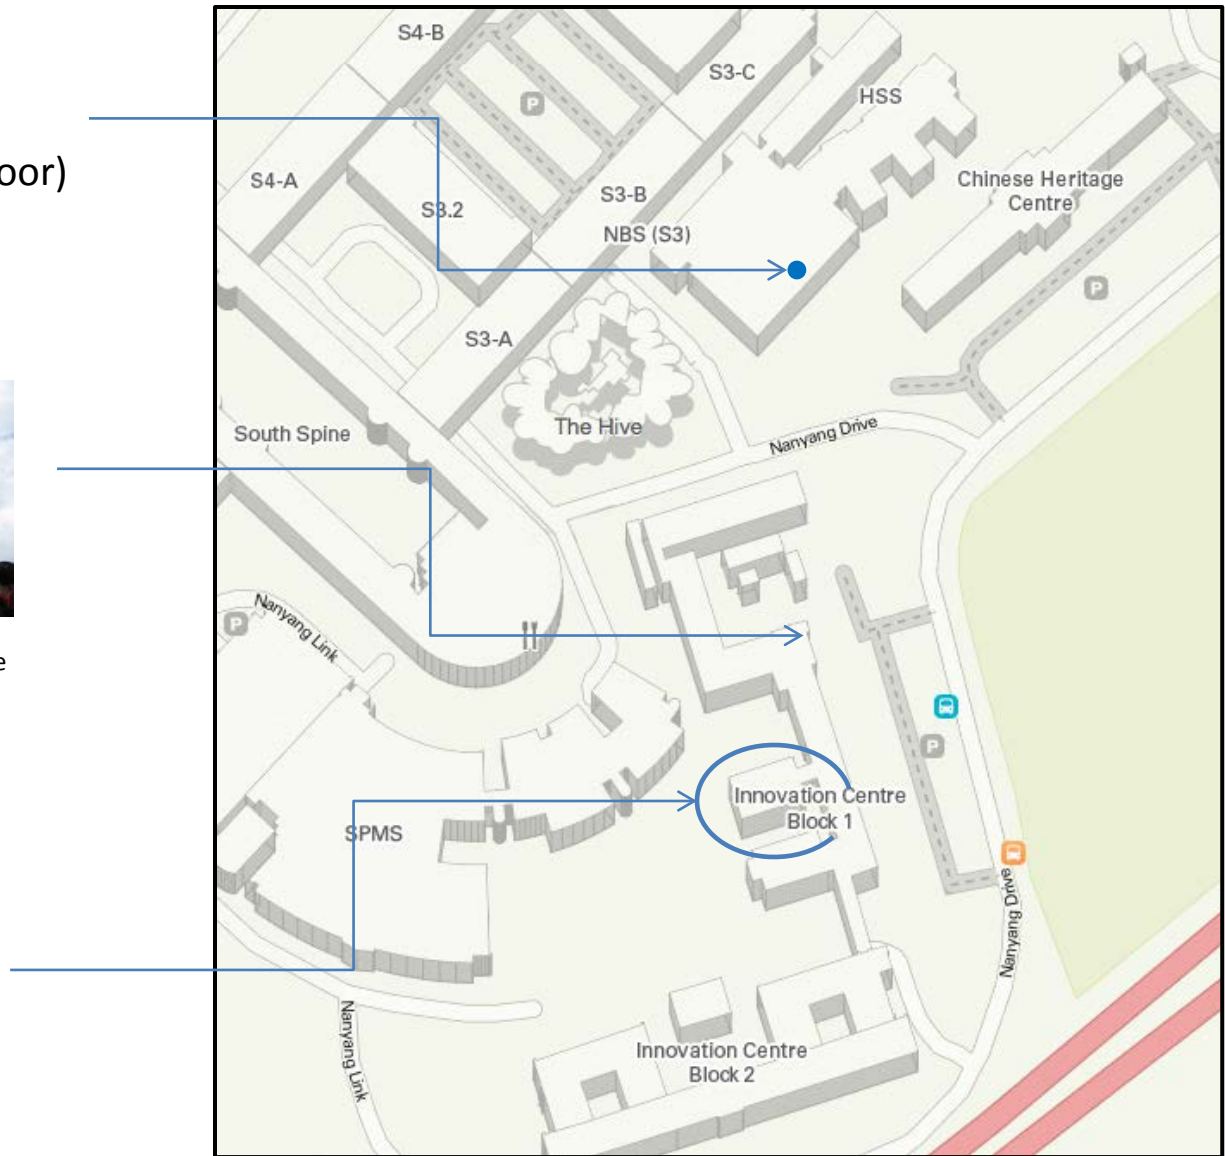 S4-B
S3-C
P
HSS
oor)
S4-A
S3-B
Chinese Heritage
Centre
S3.2
NBS (S3)
P
S3-A
The Hive
South Spine
Nanyang Drive
Nanyang Link
P
e
P
Innovation Centre
Block 1
SPMS
Nanyang Drive
Nanyang Link
Innovation Centre
Block 2